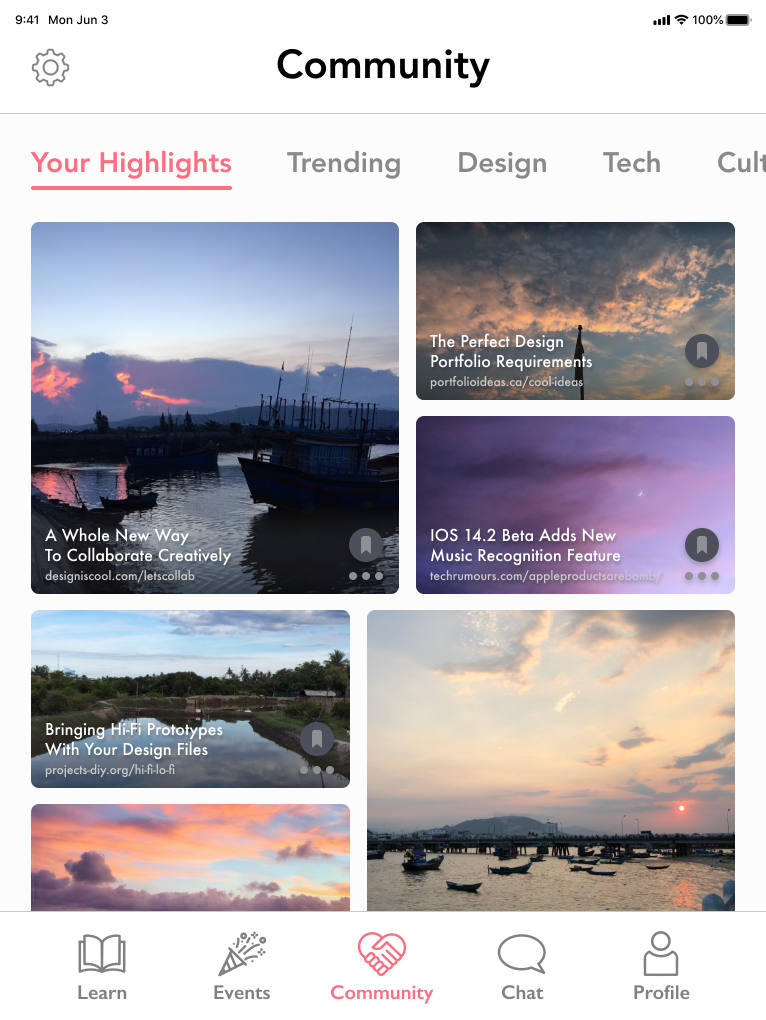 9:41 Mon Jun 3
100%
Community
Your Highlights Trending Design Tech Cult
A Whole New Way
To Collaborate Creatively
designiscool.com/letscollab
The Perfect Design
Portfolio Requirements
portfolioideas.ca/cool-ideas
IOS 14.2 Beta Adds New
Music Recognition Feature
techrumours.com/appleproductsarebomb/
Bringing Hi-Fi Prototypes
With Your Design Files
projects-diy.org/hi-fi-lo-fi
Learn Events Community Chat Profile